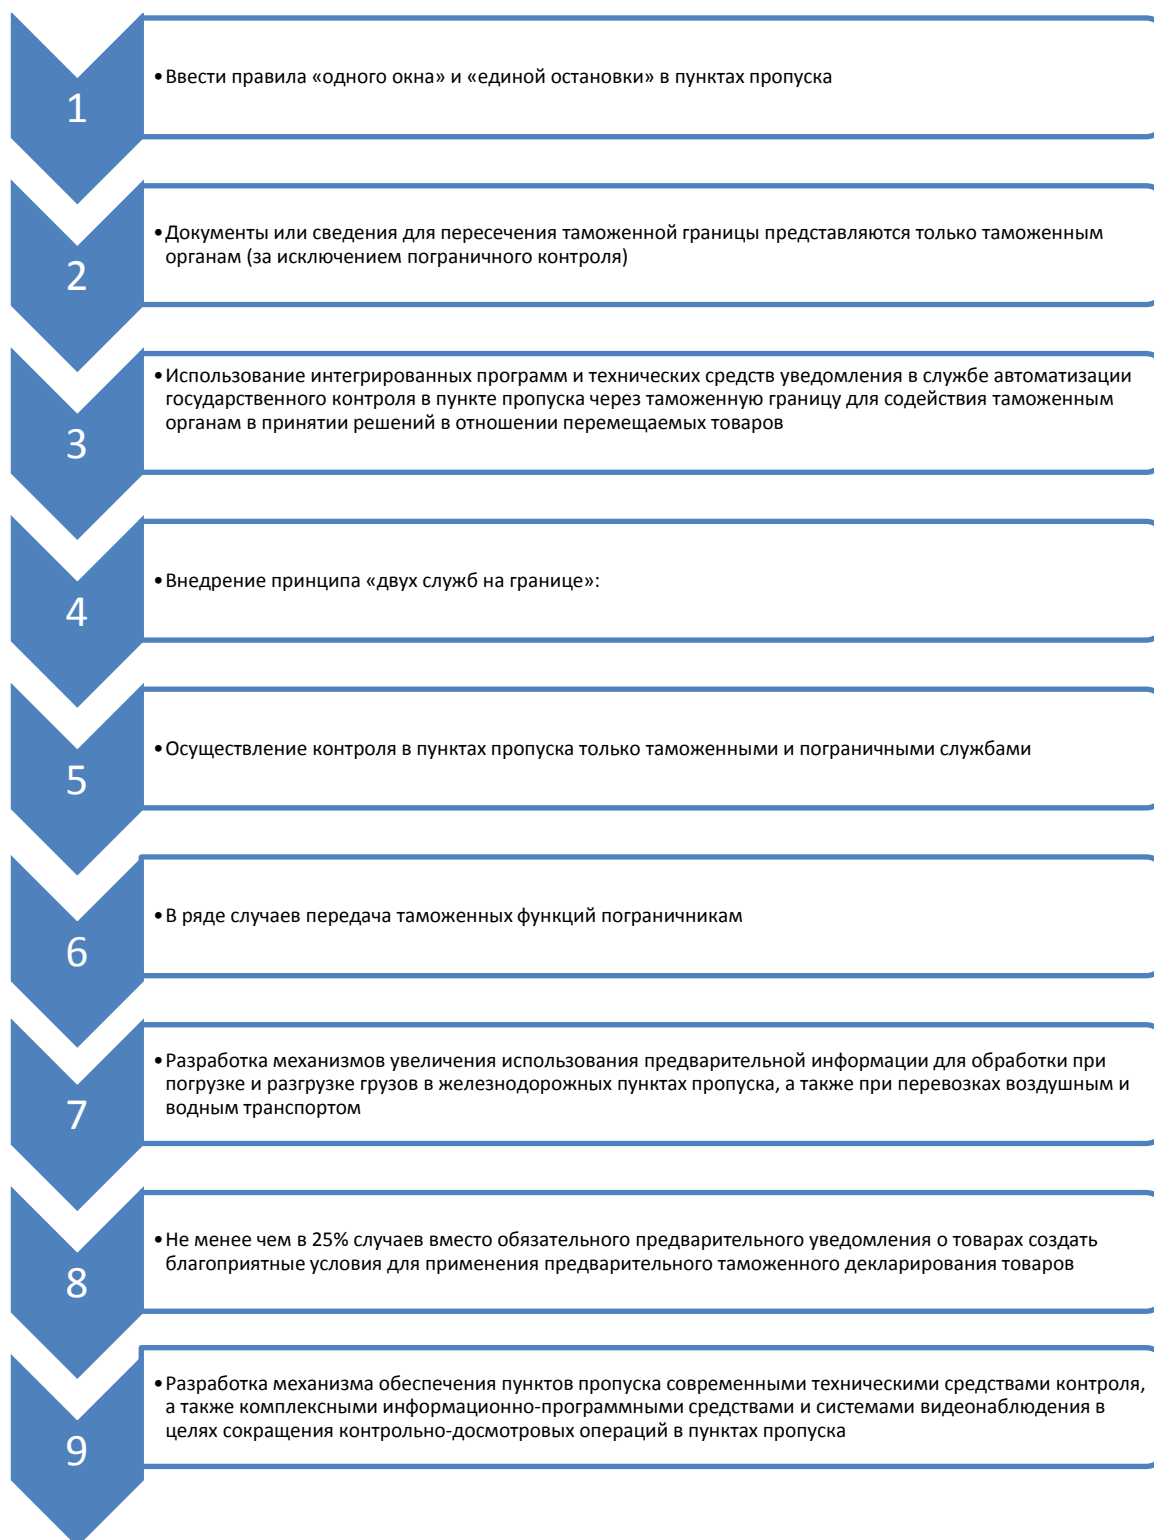 1
•Ввести правила «одного окна» и «единой остановки» в пунктах пропуска
2
•Документы или сведения для пересечения таможенной границы представляются только таможенным
органам (за исключением пограничного контроля)
3
•Использование интегрированных программ и технических средств уведомления в службе автоматизации
государственного контроля в пункте пропуска через таможенную границу для содействия таможенным
органам в принятии решений в отношении перемещаемых товаров
4
•Внедрение принципа «двух служб на границе»:
5
•Осуществление контроля в пунктах пропуска только таможенными и пограничными службами
6
•В ряде случаев передача таможенных функций пограничникам
7
•Разработка механизмов увеличения использования предварительной информации для обработки при
погрузке и разгрузке грузов в железнодорожных пунктах пропуска, а также при перевозках воздушным и
водным транспортом
8
•Не менее чем в 25% случаев вместо обязательного предварительного уведомления о товарах создать
благоприятные условия для применения предварительного таможенного декларирования товаров
9
•Разработка механизма обеспечения пунктов пропуска современными техническими средствами контроля,
а также комплексными информационно-программными средствами и системами видеонаблюдения в
целях сокращения контрольно-досмотровых операций в пунктах пропуска